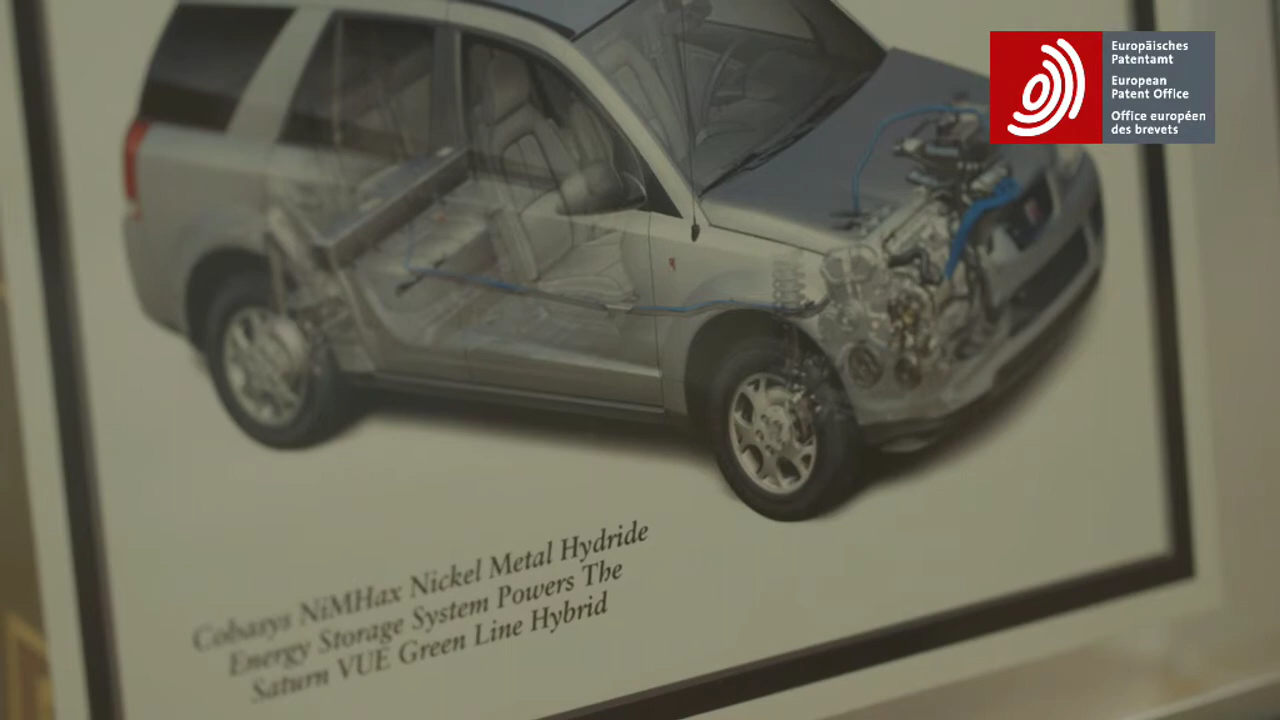 Europäisches
Patentamt
European
Patent Office
Office européen
des brevets
Cobasys NiMHax Nickel Metal Hydride
Energy Storage System Powers The
Saturn VUE Green Line Hybrid